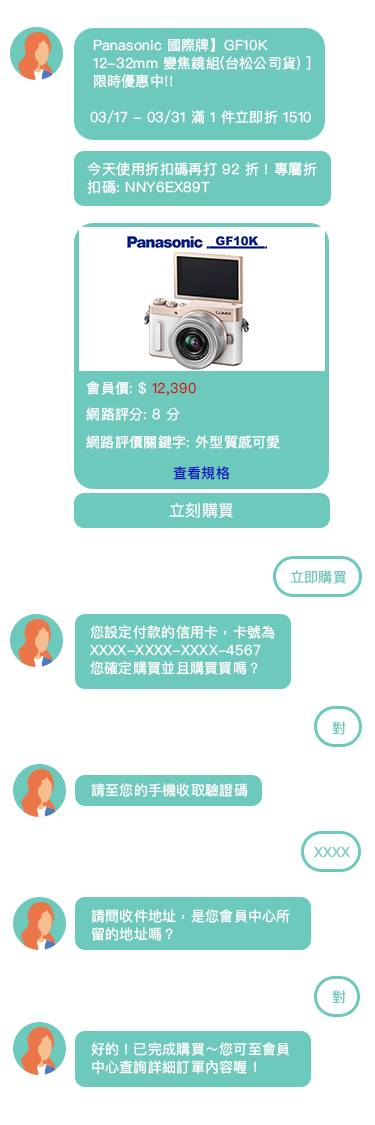 Panasonic 國際牌】GF10K
12-32mm 變焦鏡組(台松公司貨) ]
限時優惠中!!
03/17 - 03/31 滿 1 件立即折 1510
今天使用折扣碼再打 92 折！專屬折
扣碼: NNY6EX89T
Panasonic GF10K
LUMIX
會員價: $ 12,390
網路評分: 8 分
網路評價關鍵字: 外型質感可愛
查看規格
立刻購買
立即購買
您設定付款的信用卡，卡號為
XXXX-XXXX-XXXX-4567
您確定購買並且購買買嗎？
對
請至您的手機收取驗證碼
XXXX
請問收件地址，是您會員中心所
留的地址嗎？
對
好的！已完成購買～您可至會員
中心查詢詳細訂單內容喔！